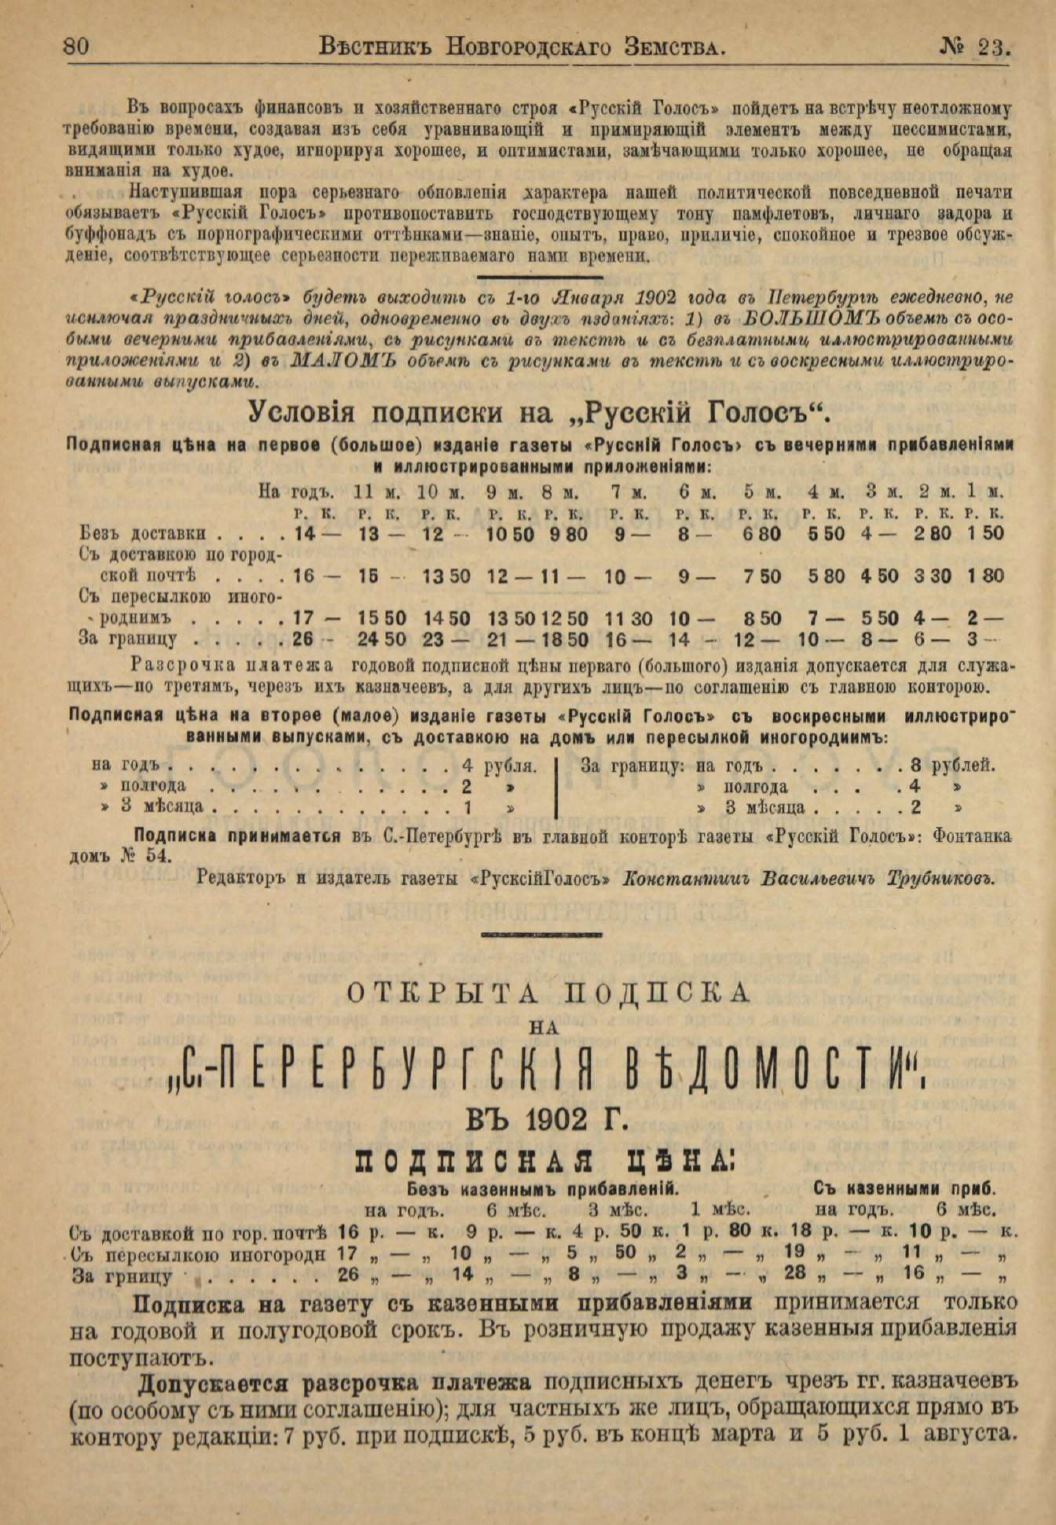 80 Вѣстникъ Новгородскаго Земства. № 23.
Въ вопросахъ финансовъ и хозяйственнаго строя «Русскій Голосъ» пойдетъ на встрѣчу неотложному
требованію времени, создавая изъ себя уравнивающій и примиряющій элементъ между пессимистами,
видящими только худое, игнорируя хорошее, и оптимистами, замѣчающими только хорошее, не обращая
вниманія на худое.
Наступившая пора серьезнаго обновленія характера нашей политической повседневной печати
обязываетъ «Русскій Голосъ» противопоставить господствующему тону памфлетовъ, личнаго задора и
буффонадъ съ порнографическими оттѣнками—знаніе, опытъ, право, приличіе, спокойное и трезвое обсуж-
деніе, соотвѣтствующее серьезности переживаемаго нами времени.
«Русскій голосъ» будетъ выходить съ 1-го Января 1902 года въ Петербургѣ ежедневно, не
исключая праздничныхъ дней, одновременно въ двухъ изданіяхъ: 1) въ БОЛЬШОМЪ объемѣ съ осо-
быми вечерними прибавленіями, съ рисунками въ текстѣ и съ безплатными иллюстрированными
приложеніями и 2) въ МАЛОМЪ объемѣ съ рисунками въ текстѣ и съ воскресными иллюстриро-
ванными выпусками.
Условія подписки на „Русскій Голосъ“.
Подписная цѣна на первое (большое) изданіе газеты «Русскій Голосъ» съ вечерними прибавленіями
и иллюстрированными приложеніями:
На годъ. 11 м. 10 м. 9 м. 8 м. 7 м. 6 м. 5 м. 4 м. 3 м. 2 м. 1 м.
Р. К. Р. К. Р. К. Р. К. Р. К. Р. К. Р. К. Р. К. Р. К. Р. К. Р. К. Р. К.
Безъ доставки . . . . 14 — 13 — 12 — 10 50 9 80 9 — 8 — 6 80 5 50 4 — 2 80 1 50
Съ доставкою по город-
ской почтѣ . . . . 16 — 15 — 13 50 12 — 11 — 10 — 9 — 7 50 5 80 4 50 3 30 1 80
Съ пересылкою иного-
роднимъ . . . . . 17 — 15 50 14 50 13 50 12 50 11 30 10 — 8 50 7 — 5 50 4 — 2 —
За границу . . . . . 26 — 24 50 23 — 21 — 18 50 16 — 14 — 12 — 10 — 8 — 6 — 3 —
Разсрочка платежа годовой подписной цѣны перваго (большого) изданія допускается для служа-
щихъ—по третямъ, черезъ ихъ казначеевъ, а для другихъ лицъ—по соглашенію съ главною конторою.
Подписная цѣна на второе (малое) изданіе газеты «Русскій Голосъ» съ воскресными иллюстриро-
ванными выпусками, съ доставкою на домъ или пересылкой иногороднимъ:
на годъ . . . . . . . . . . . . . . 4 рубля. За границу: на годъ . . . . . . . 8 рублей.
» полгода . . . . . . . . . . . . 2 » » полгода . . . . 4 »
» 3 мѣсяца . . . . . . . . . . . . 1 » » 3 мѣсяца . . . . . 2 »
Подписка принимается въ С.-Петербургѣ въ главной конторѣ газеты «Русскій Голосъ»: Фонтанка
домъ № 54.
Редакторъ и издатель газеты «РусксійГолосъ» Константинъ Васильевичъ Трубниковъ.
ОТКРЫТА ПОДПСКА
НА
„С.-ПЕРЕРБУРГСКІЯ ВѢДОМОСТИ“.
ВЪ 1902 Г.
ПОДПИСНАЯ ЦѢНА:
Безъ казеннымъ прибавленій. Съ казенными приб.
на годъ. 6 мѣс. 3 мѣс. 1 мѣс. на годъ. 6 мѣс.
Съ доставкой по гор. почтѣ 16 р. — к. 9 р. — к. 4 р. 50 к. 1 р. 80 к. 18 р. — к. 10 р. — к.
Съ пересылкою иногородн 17 „ — „ 10 „ — „ 5 „ 50 „ 2 „ — „ 19 „ — „ 11 „ — „
За грницу . . . . . . 26 „ — „ 14 „ — „ 8 „ — „ 3 „ — „ 28 „ — „ 16 „ — „
Подписка на газету съ казенными прибавленіями принимается только
на годовой и полугодовой срокъ. Въ розничную продажу казенныя прибавленія
поступаютъ.
Допускается разсрочка платежа подписныхъ денегъ чрезъ гг. казначеевъ
(по особому съ ними соглашенію); для частныхъ же лицъ, обращающихся прямо въ
контору редакціи: 7 руб. при подпискѣ, 5 руб. въ концѣ марта и 5 руб. 1 августа.